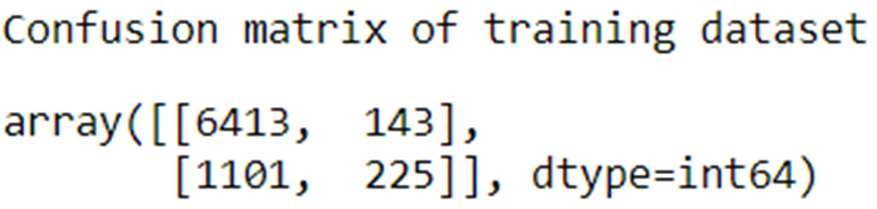 Confusion matrix of training dataset
array([[6413,  143],
       [1101,  225]], dtype=int64)